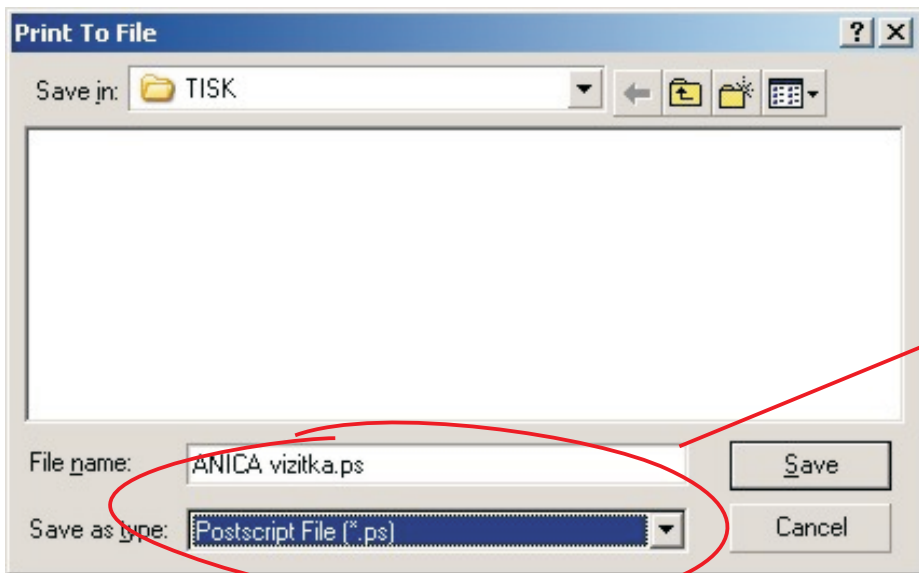 Print To File
Save in: TISK
File name: ANICA vizitka.ps
Save
Save as type: Postscript File (*.ps)
Cancel